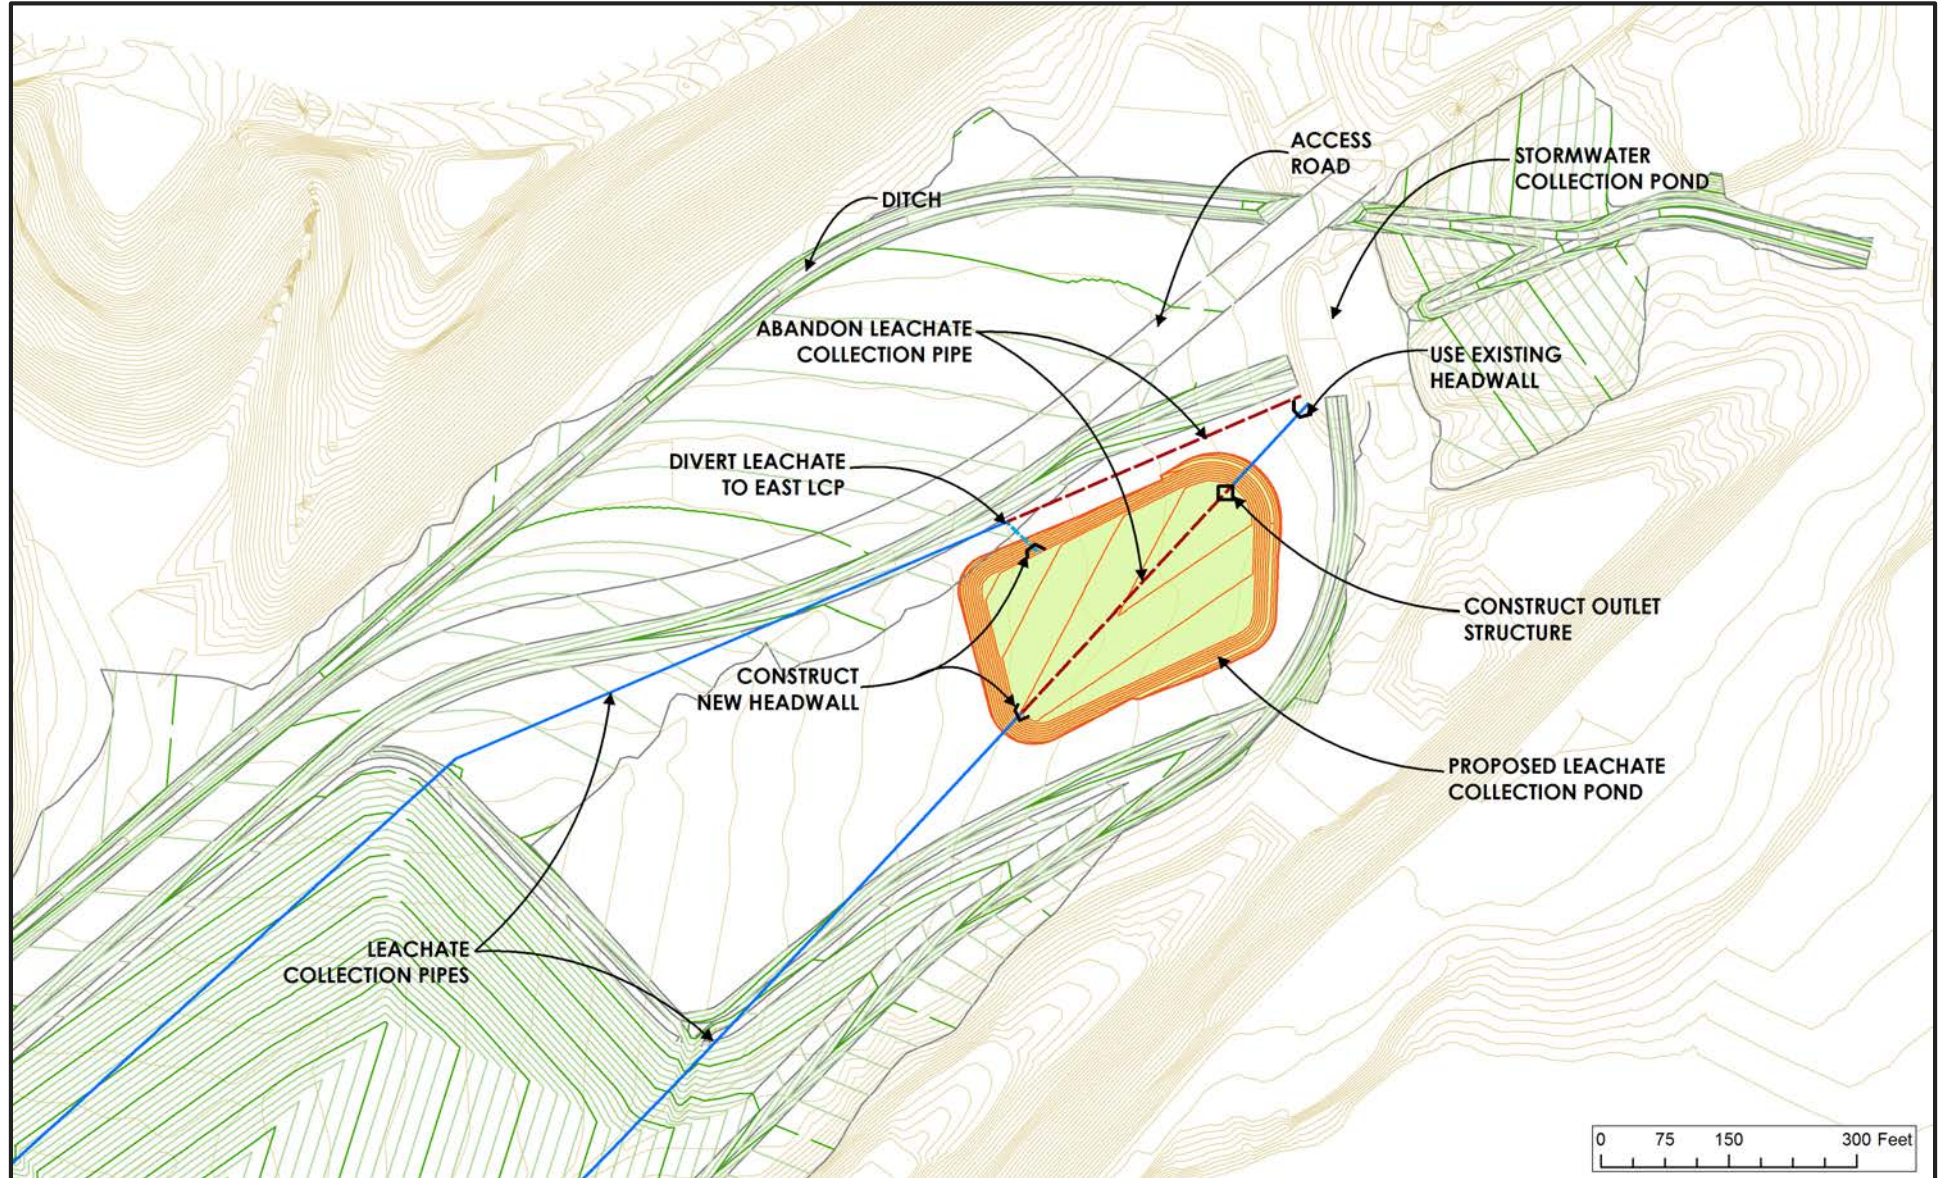 ACCESS
ROAD
STORMWATER
COLLECTION POND
DITCH
ABANDON LEACHATE
COLLECTION PIPE
USE EXISTING
HEADWALL
DIVERT LEACHATE
TO EAST LCP
CONSTRUCT OUTLET
STRUCTURE
CONSTRUCT
NEW HEADWALL
PROPOSED LEACHATE
COLLECTION POND
LEACHATE
COLLECTION PIPES
0 75 150 300 Feet